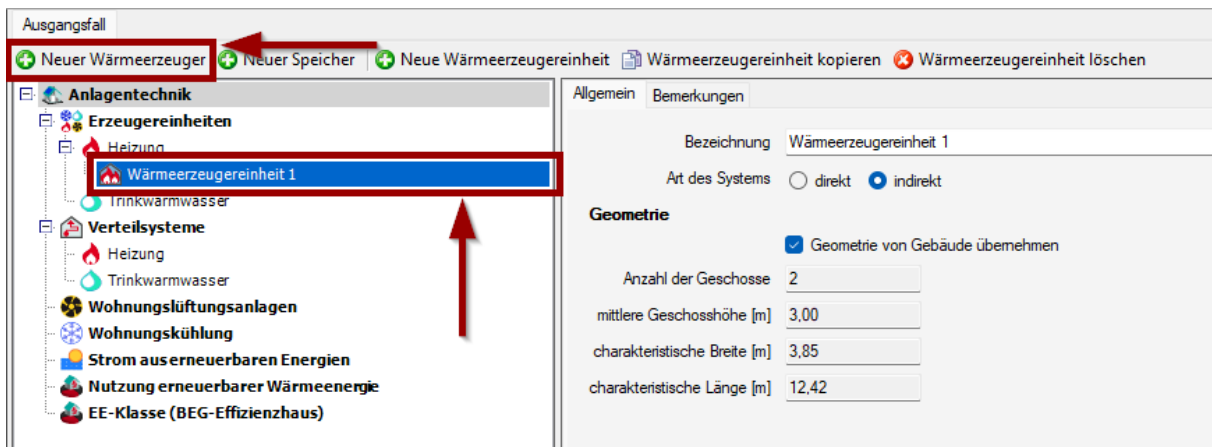 Ausgangsfall
Neuer Wärmeerzeuger Neuer Speicher Neue Wärmeerzeugereinheit Wärmeerzeugereinheit kopieren Wärmeerzeugereinheit löschen
Anlagentechnik
Erzeugereinheiten
Heizung
Wärmeerzeugereinheit 1
Trinkwarmwasser
Verteilsysteme
Heizung
Trinkwarmwasser
Wohnungslüftungsanlagen
Wohnungskühlung
Strom aus erneuerbaren Energien
Nutzung erneuerbarer Wärmeenergie
EE-Klasse (BEG-Effizienzhaus)
Allgemein Bemerkungen
Bezeichnung Wärmeerzeugereinheit 1
Art des Systems direkt indirekt
Geometrie
Geometrie von Gebäude übernehmen
Anzahl der Geschosse 2
mittlere Geschosshöhe [m] 3,00
charakteristische Breite [m] 3,85
charakteristische Länge [m] 12,42